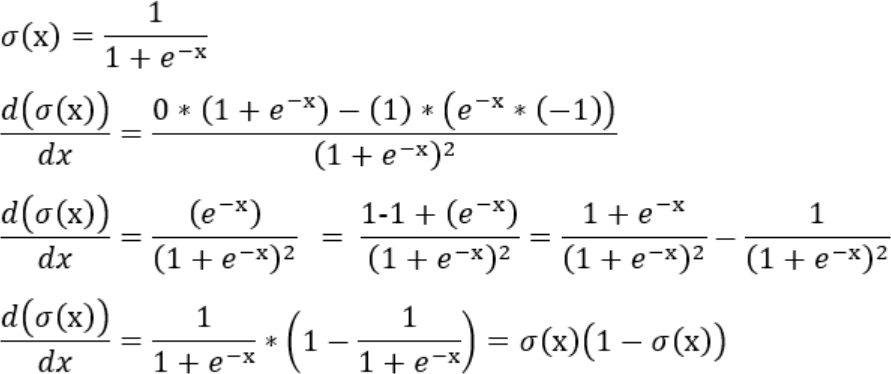 σ(x) = 1 / (1 + e^(−x))
d(σ(x)) / dx = (0 * (1 + e^(−x)) − (1) * (e^(−x) * (−1))) / (1 + e^(−x))^2
d(σ(x)) / dx = (e^(−x)) / (1 + e^(−x))^2 = (1-1 + (e^(−x))) / (1 + e^(−x))^2 = (1 + e^(−x)) / (1 + e^(−x))^2 − 1 / (1 + e^(−x))^2
d(σ(x)) / dx = 1 / (1 + e^(−x)) * (1 − 1 / (1 + e^(−x))) = σ(x)(1 − σ(x))